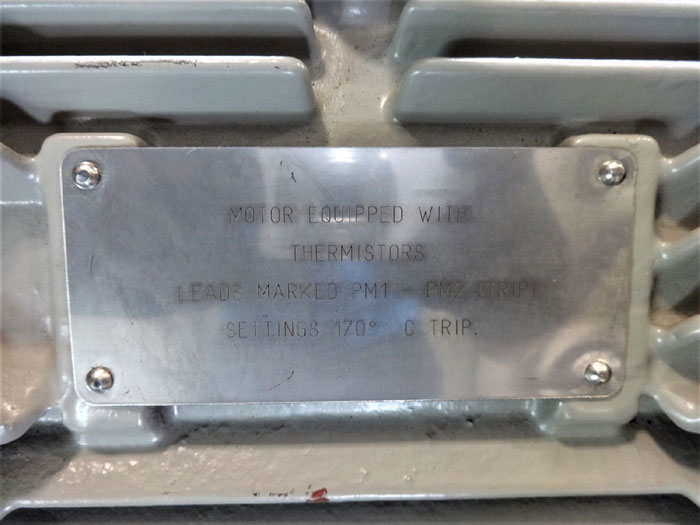 MOTOR EQUIPPED WITH
THERMISTORS
LEADS MARKED PM1 - PM2 (TRIP)
SETTINGS 170° C TRIP.